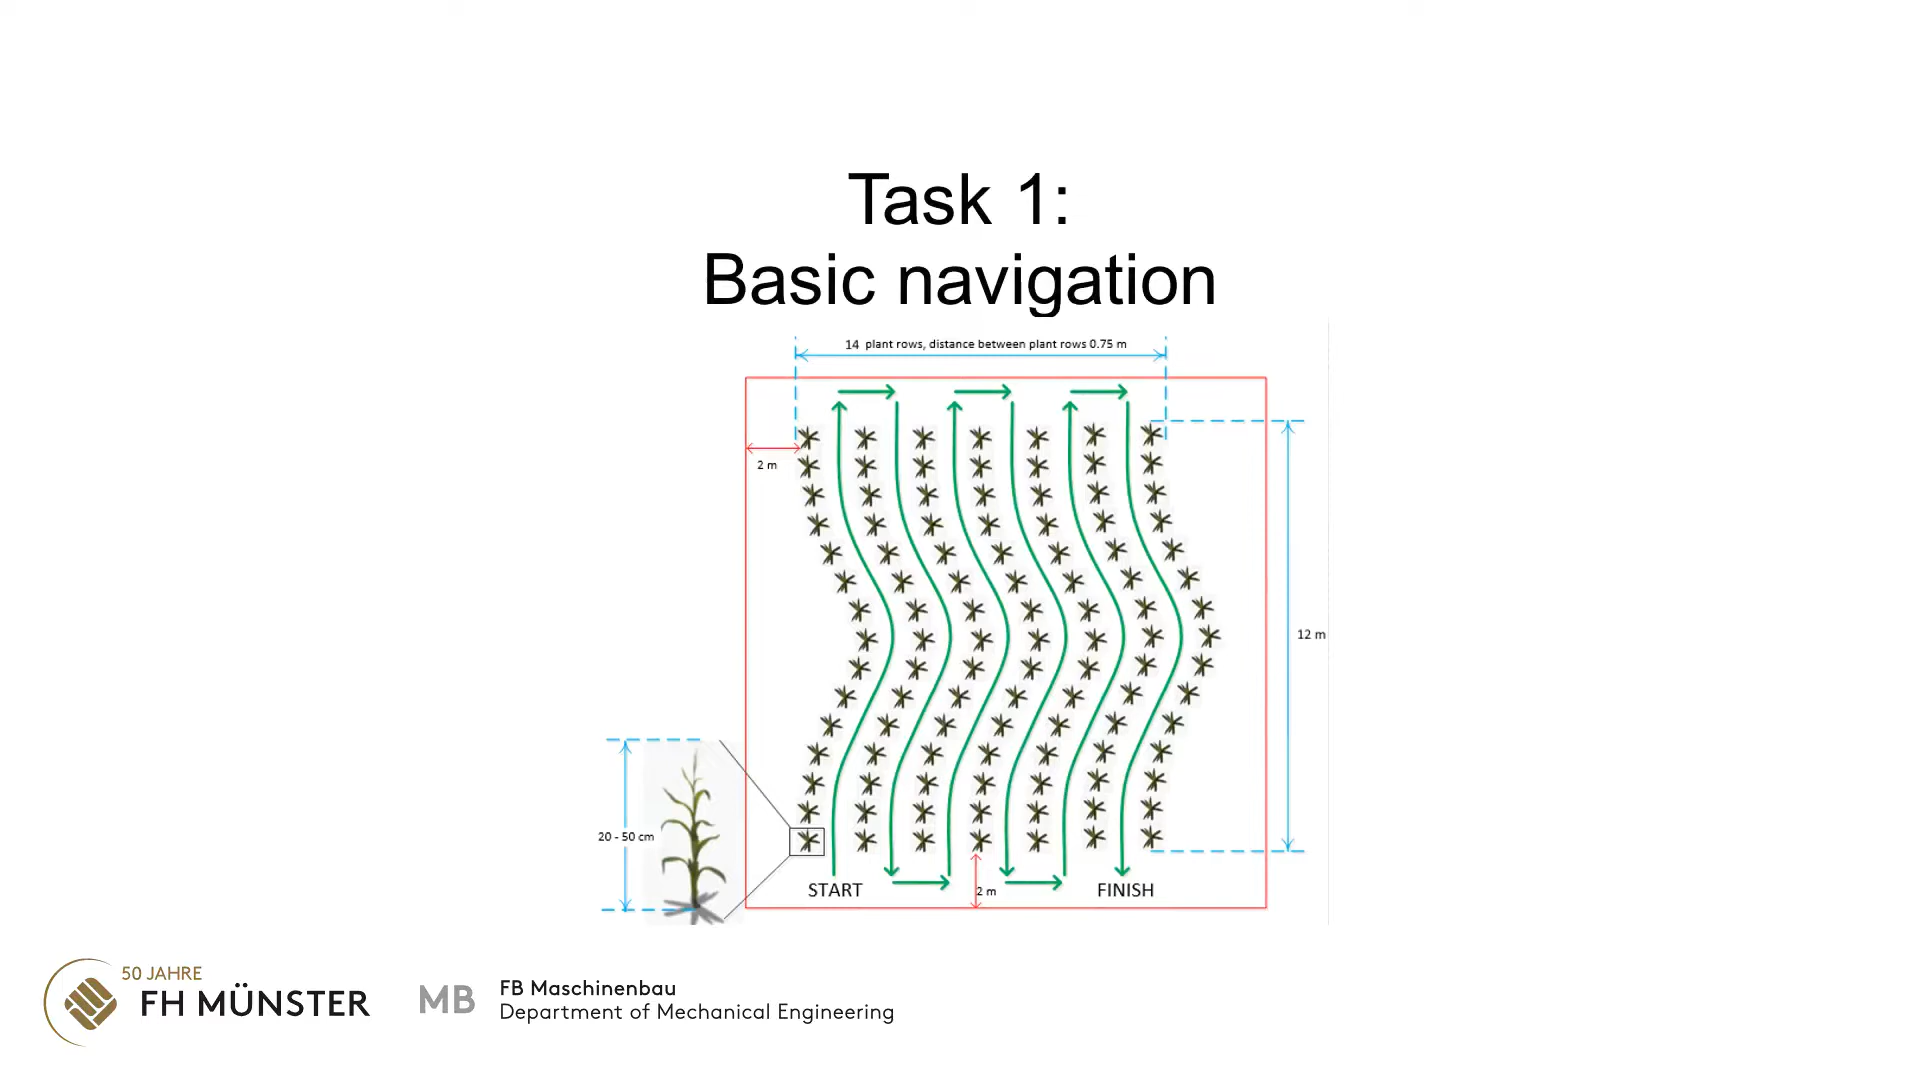 Task 1:
Basic navigation
14 plant rows, distance between plant rows 0.75 m
2 m
12 m
20 - 50 cm
START
2 m
FINISH
50 JAHRE
FH MÜNSTER
MB
FB Maschinenbau
Department of Mechanical Engineering